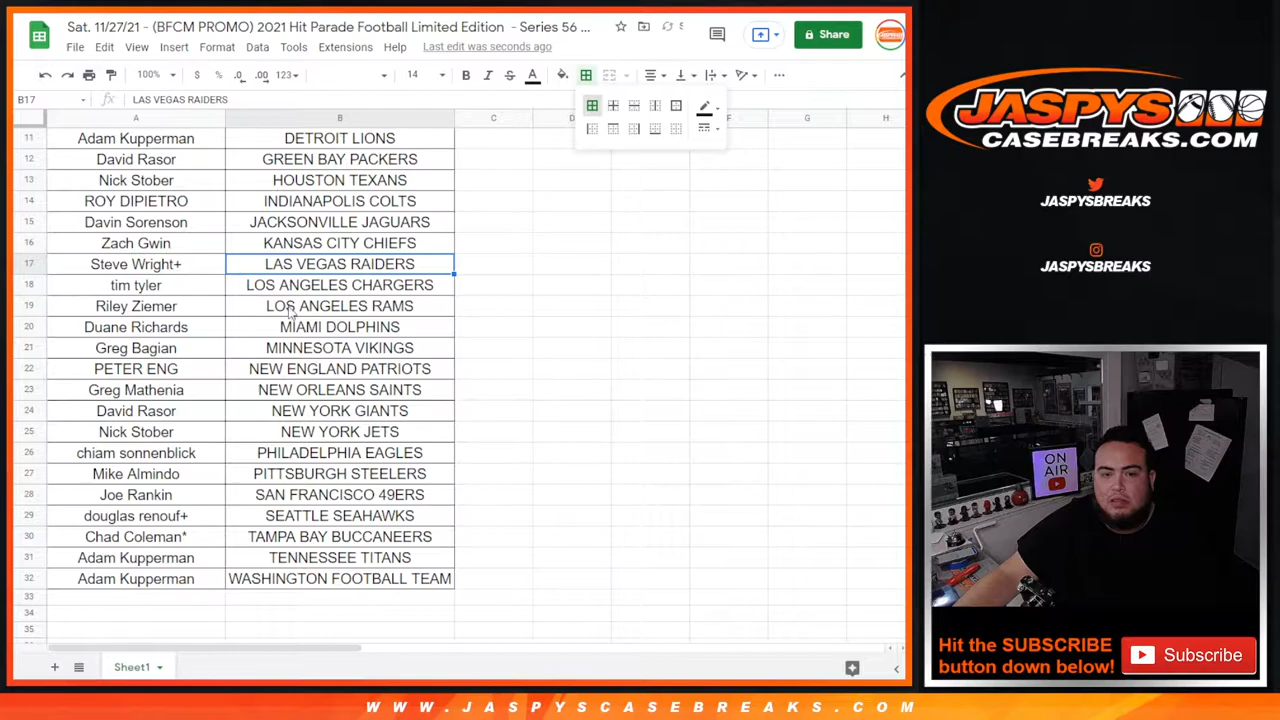 Sat. 11/27/21 - (BFCM PROMO) 2021 Hit Parade Football Limited Edition - Series 56 ...
Share
File Edit View Insert Format Data Tools Extensions Help Last edit was seconds ago
100% $ % .0 .00 123 14 B I S A
B17 fx LAS VEGAS RAIDERS
A B C D F G H
11 Adam Kupperman DETROIT LIONS
12 David Rasor GREEN BAY PACKERS
13 Nick Stober HOUSTON TEXANS
14 ROY DIPIETRO INDIANAPOLIS COLTS
15 Davin Sorenson JACKSONVILLE JAGUARS
16 Zach Gwin KANSAS CITY CHIEFS
17 Steve Wright+ LAS VEGAS RAIDERS
18 tim tyler LOS ANGELES CHARGERS
19 Riley Ziemer LOS ANGELES RAMS
20 Duane Richards MIAMI DOLPHINS
21 Greg Bagian MINNESOTA VIKINGS
22 PETER ENG NEW ENGLAND PATRIOTS
23 Greg Mathenia NEW ORLEANS SAINTS
24 David Rasor NEW YORK GIANTS
25 Nick Stober NEW YORK JETS
26 chiam sonnenblick PHILADELPHIA EAGLES
27 Mike Almindo PITTSBURGH STEELERS
28 Joe Rankin SAN FRANCISCO 49ERS
29 douglas renouf+ SEATTLE SEAHAWKS
30 Chad Coleman* TAMPA BAY BUCCANEERS
31 Adam Kupperman TENNESSEE TITANS
32 Adam Kupperman WASHINGTON FOOTBALL TEAM
33
34
35
Sheet1
JASPYS
CASEBREAKS.COM
JASPYSBREAKS
JASPYSBREAKS
ON
AIR
Hit the SUBSCRIBE
button down below!
Subscribe
WWW.JASPYSCASEBREAKS.COM